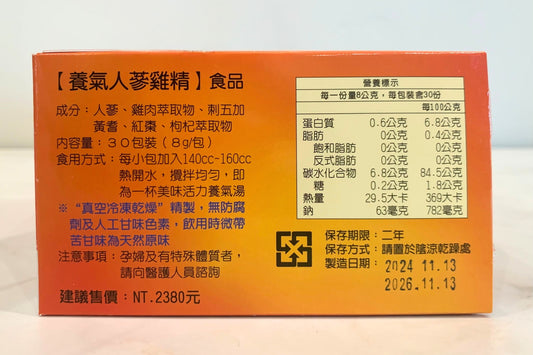 【養氣人蔘雞精】食品
成分：人蔘、雞肉萃取物、刺五加
黃耆、紅棗、枸杞萃取物
內容量：30包裝（8g/包）
食用方式：每小包加入140cc-160cc
熱開水，攪拌均勻，即
為一杯美味活力養氣湯
※“真空冷凍乾燥”精製，無防腐
劑及人工甘味色素，飲用時微帶
苦甘味為天然原味
注意事項：孕婦及有特殊體質者，
請向醫護人員諮詢
建議售價：NT.2380元
營養標示
每一份量8公克，每包裝含30份
每100公克
蛋白質 0.6公克 6.8公克
脂肪 0公克 0.4公克
飽和脂肪 0公克 0公克
反式脂肪 0公克 0公克
碳水化合物 6.8公克 84.5公克
糖 0.2公克 1.8公克
熱量 29.5大卡 369大卡
鈉 63毫克 782毫克
保存期限：二年
保存方式：請置於陰涼乾躁處
製造日期：2024 11.13
2026.11.13